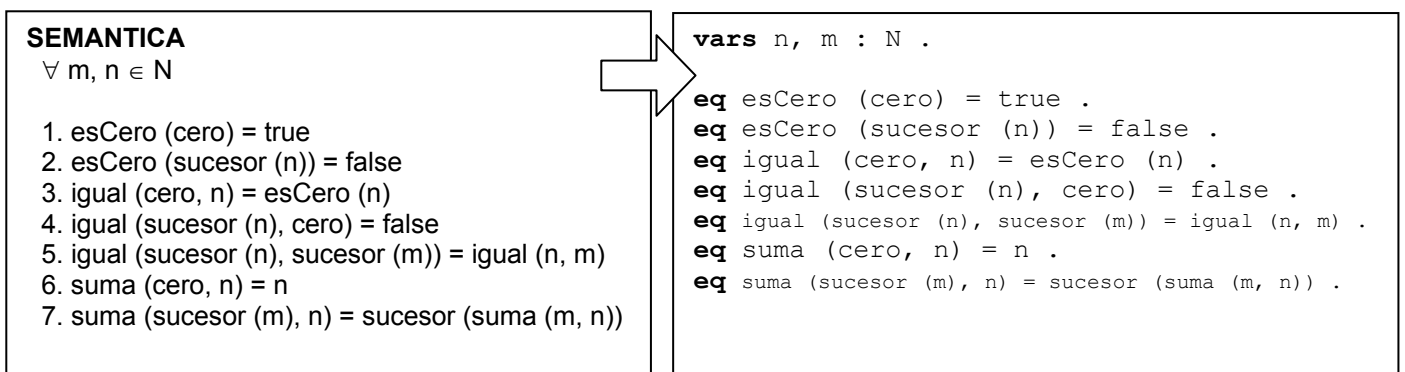 SEMANTICA
∀ m, n ∈ N
1. esCero (cero) = true
2. esCero (sucesor (n)) = false
3. igual (cero, n) = esCero (n)
4. igual (sucesor (n), cero) = false
5. igual (sucesor (n), sucesor (m)) = igual (n, m)
6. suma (cero, n) = n
7. suma (sucesor (m), n) = sucesor (suma (m, n))
vars n, m : N .
eq esCero (cero) = true .
eq esCero (sucesor (n)) = false .
eq igual (cero, n) = esCero (n) .
eq igual (sucesor (n), cero) = false .
eq igual (sucesor (n), sucesor (m)) = igual (n, m) .
eq suma (cero, n) = n .
eq suma (sucesor (m), n) = sucesor (suma (m, n)) .